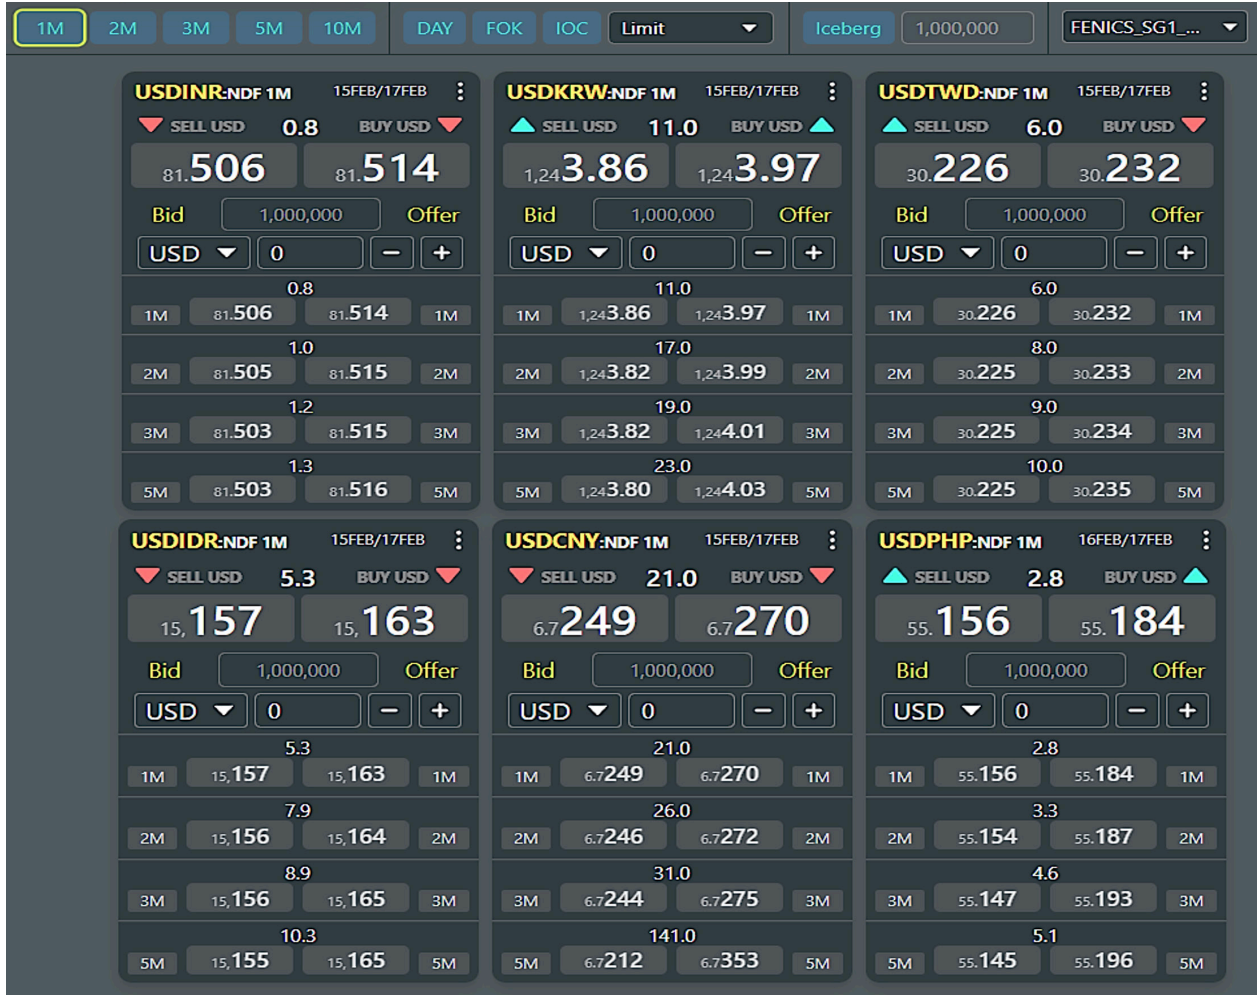 1M 2M 3M 5M 10M DAY FOK IOC Limit Iceberg 1,000,000 FENICS_SG1_...
USDINR:NDF 1M 15FEB/17FEB
SELL USD 0.8 BUY USD
81.506 81.514
Bid 1,000,000 Offer
USD 0 − +
0.8
1M 81.506 81.514 1M
1.0
2M 81.505 81.515 2M
1.2
3M 81.503 81.515 3M
1.3
5M 81.503 81.516 5M
USDKRW:NDF 1M 15FEB/17FEB
SELL USD 11.0 BUY USD
1,243.86 1,243.97
Bid 1,000,000 Offer
USD 0 − +
11.0
1M 1,243.86 1,243.97 1M
17.0
2M 1,243.82 1,243.99 2M
19.0
3M 1,243.82 1,244.01 3M
23.0
5M 1,243.80 1,244.03 5M
USDTWD:NDF 1M 15FEB/17FEB
SELL USD 6.0 BUY USD
30.226 30.232
Bid 1,000,000 Offer
USD 0 − +
6.0
1M 30.226 30.232 1M
8.0
2M 30.225 30.233 2M
9.0
3M 30.225 30.234 3M
10.0
5M 30.225 30.235 5M
USDIDR:NDF 1M 15FEB/17FEB
SELL USD 5.3 BUY USD
15,157 15,163
Bid 1,000,000 Offer
USD 0 − +
5.3
1M 15,157 15,163 1M
7.9
2M 15,156 15,164 2M
8.9
3M 15,156 15,165 3M
10.3
5M 15,155 15,165 5M
USDCNY:NDF 1M 15FEB/17FEB
SELL USD 21.0 BUY USD
6.7249 6.7270
Bid 1,000,000 Offer
USD 0 − +
21.0
1M 6.7249 6.7270 1M
26.0
2M 6.7246 6.7272 2M
31.0
3M 6.7244 6.7275 3M
141.0
5M 6.7212 6.7353 5M
USDPHP:NDF 1M 16FEB/17FEB
SELL USD 2.8 BUY USD
55.156 55.184
Bid 1,000,000 Offer
USD 0 − +
2.8
1M 55.156 55.184 1M
3.3
2M 55.154 55.187 2M
4.6
3M 55.147 55.193 3M
5.1
5M 55.145 55.196 5M